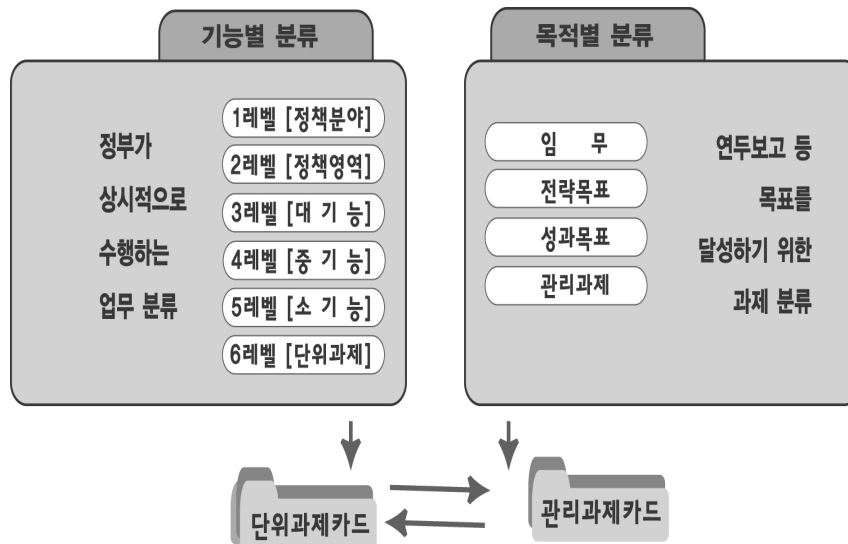 기능별 분류
정부가
상시적으로
수행하는
업무 분류
1레벨 [정책분야]
2레벨 [정책영역]
3레벨 [대 기 능]
4레벨 [중 기 능]
5레벨 [소 기 능]
6레벨 [단위과제]
목적별 분류
임 무
전략목표
성과목표
관리과제
연두보고 등
목표를
달성하기 위한
과제 분류
단위과제카드
관리과제카드